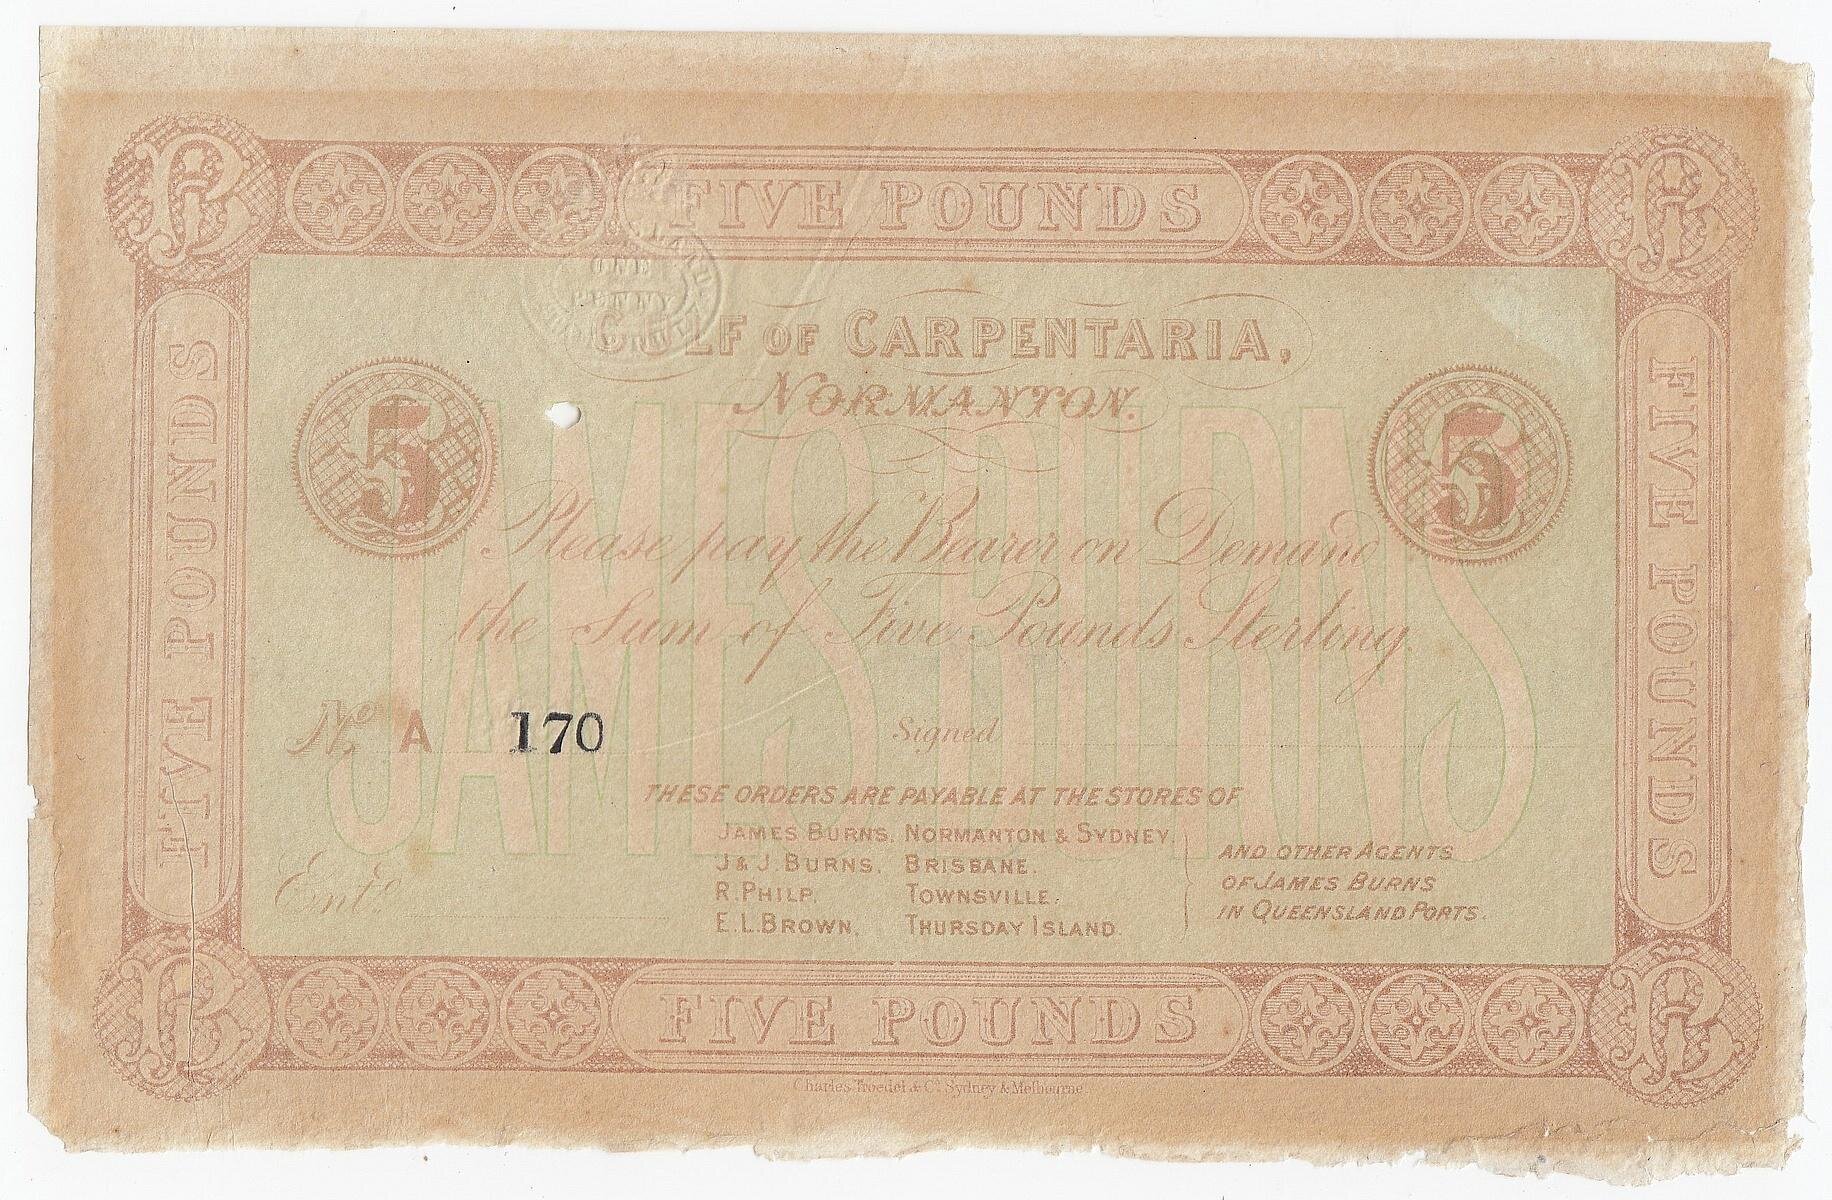 FIVE POUNDS
ONE
PENNY
GULF OF CARPENTARIA,
NORMANTON.
JAMES BURNS
5
5
FIVE POUNDS
FIVE POUNDS
Please pay the Bearer on Demand
the Sum of Five Pounds Sterling.
No. A 170
Signed
THESE ORDERS ARE PAYABLE AT THE STORES OF
JAMES BURNS, NORMANTON & SYDNEY.
J & J. BURNS, BRISBANE.
R. PHILP, TOWNSVILLE.
E. L. BROWN, THURSDAY ISLAND.
AND OTHER AGENTS
OF JAMES BURNS
IN QUEENSLAND PORTS.
Entd.
FIVE POUNDS
Charles Troedel & Co. Sydney & Melbourne